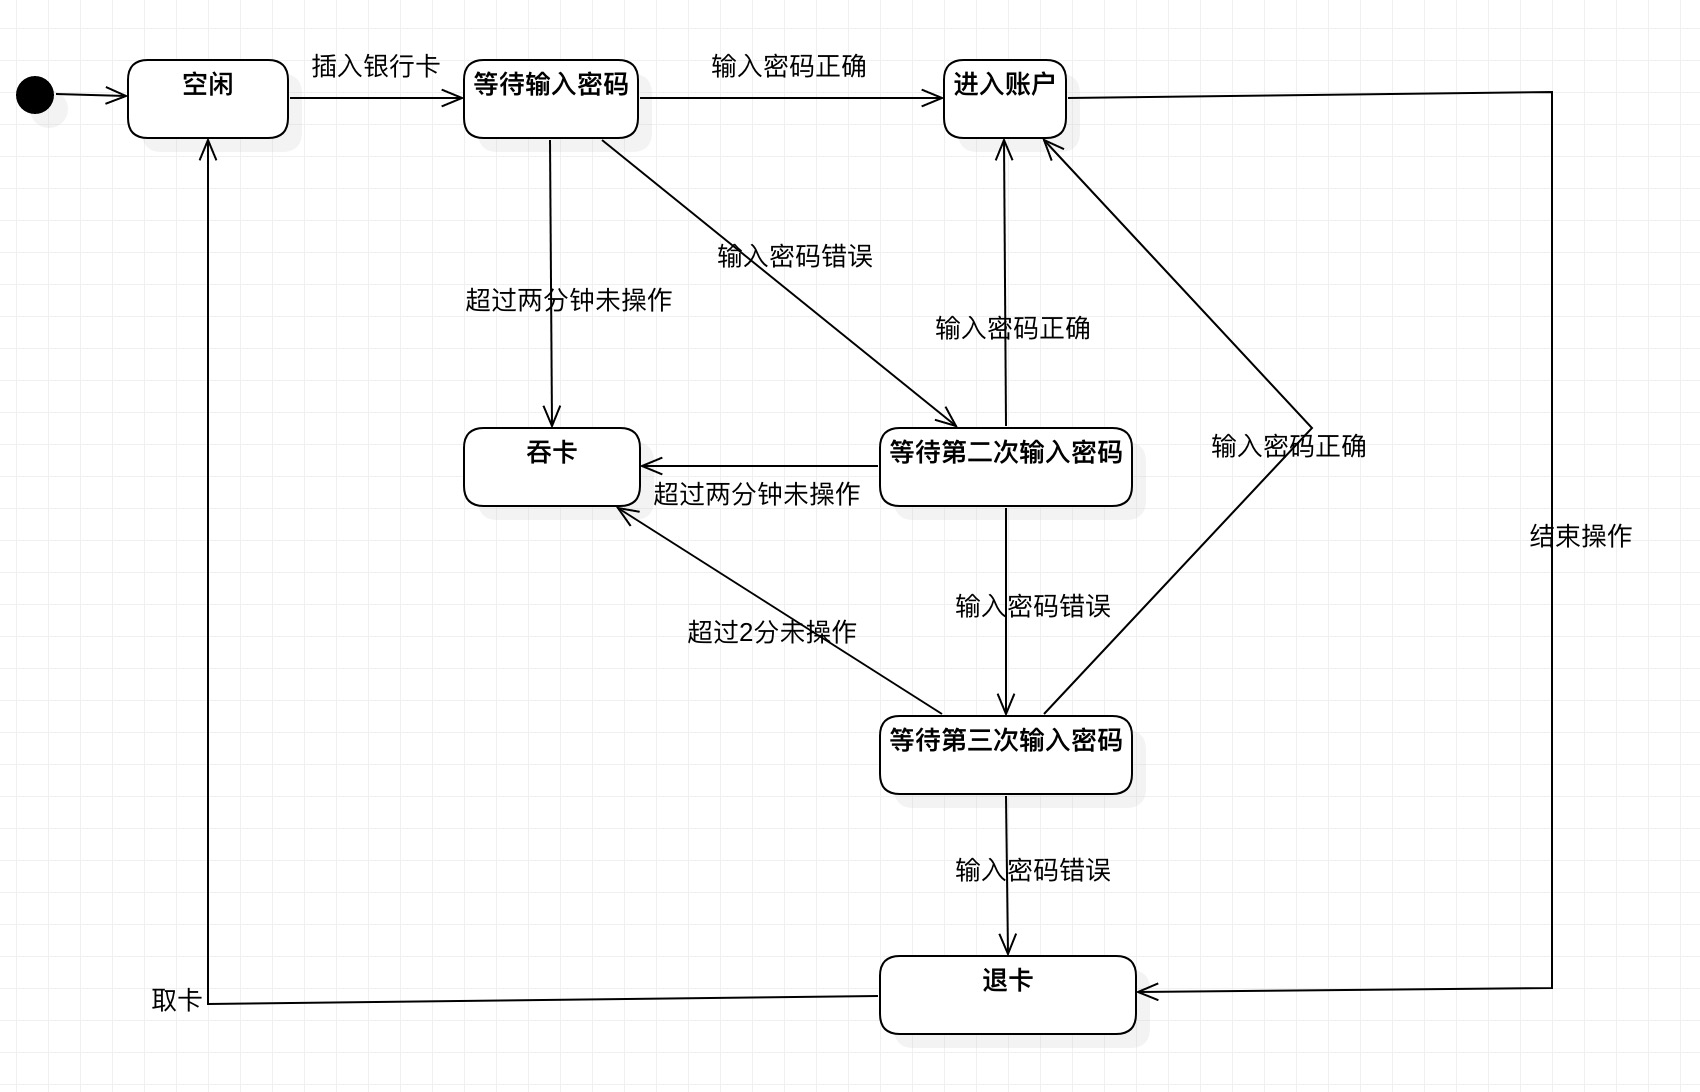 插入银行卡
输入密码正确
空闲
等待输入密码
进入账户
输入密码错误
超过两分钟未操作
输入密码正确
输入密码正确
吞卡
等待第二次输入密码
超过两分钟未操作
结束操作
输入密码错误
超过2分未操作
等待第三次输入密码
输入密码错误
退卡
取卡